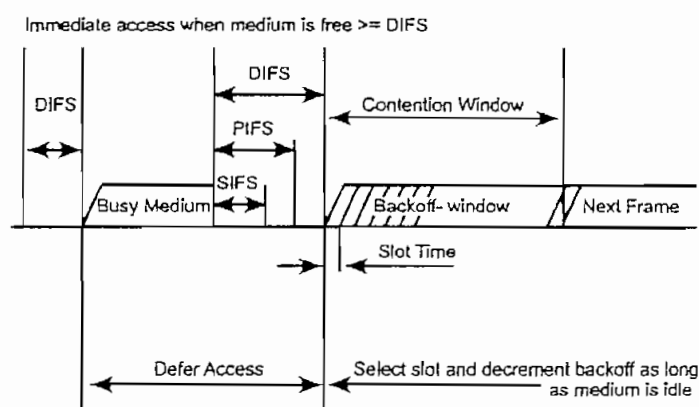 Immediate access when medium is free >= DIFS
DIFS
DIFS
Contention Window
PIFS
SIFS
Busy Medium
Backoff- window
Next Frame
Slot Time
Defer Access
Select slot and decrement backoff as long
as medium is idle